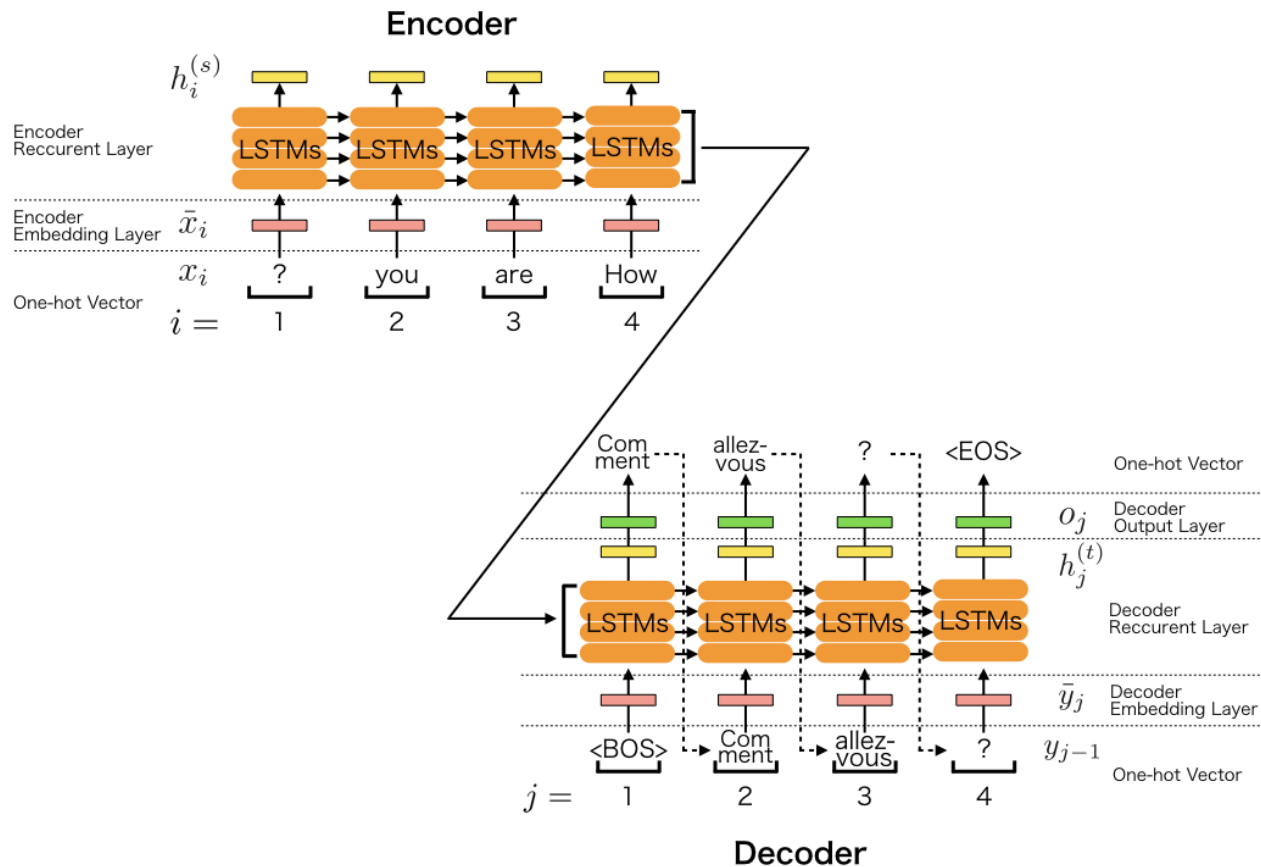 Encoder
h_i^{(s)}
Encoder
Reccurent Layer
LSTMs LSTMs LSTMs LSTMs
Encoder
Embedding Layer
x̄_i
x_i ? you are How
One-hot Vector
i = 1 2 3 4
Com
ment
allez-
vous
? <EOS> One-hot Vector
o_j
Decoder
Output Layer
h_j^{(t)}
LSTMs LSTMs LSTMs LSTMs
Decoder
Reccurent Layer
ȳ_j
Decoder
Embedding Layer
<BOS>
Com
ment
allez-
vous
? y_{j-1}
One-hot Vector
j = 1 2 3 4
Decoder